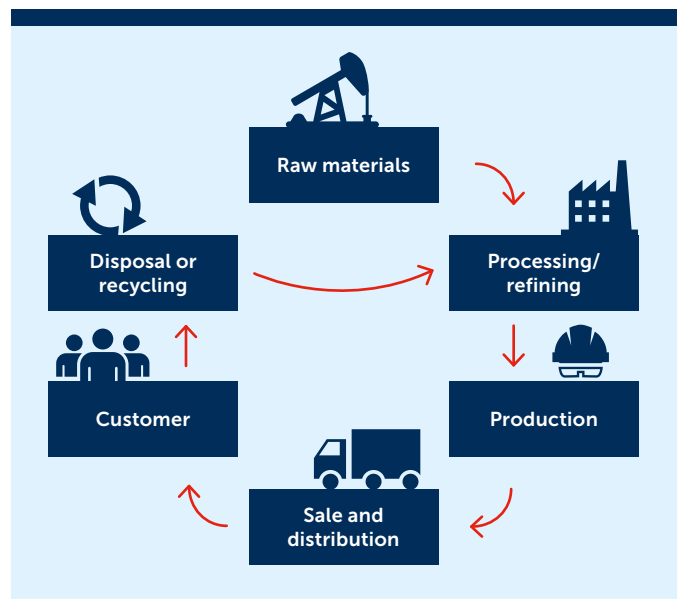 Raw materials
Disposal or
recycling
Processing/
refining
Customer
Production
Sale and
distribution